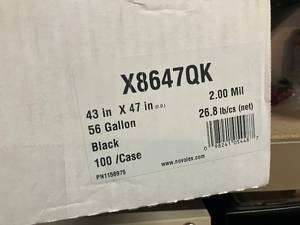 X8647QK
43 in X 47 in (F.D.) 2.00 Mil
56 Gallon 26.8 lb/cs (net)
Black
100 /Case
PN1156975
www.novolex.com